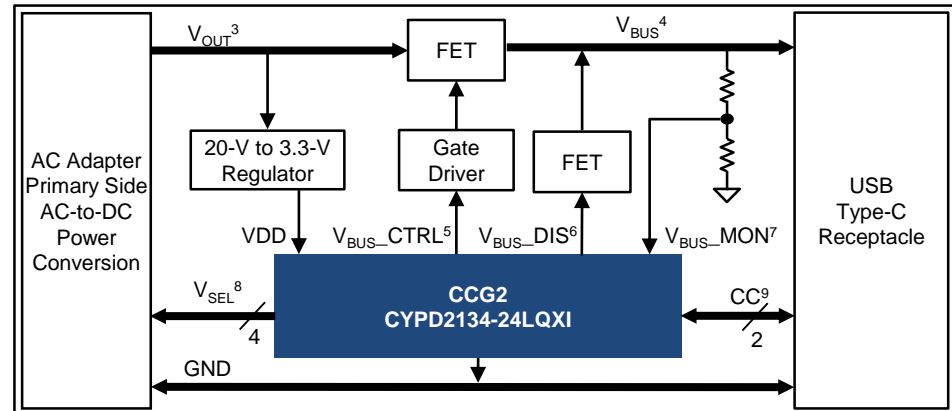 V_OUT³
V_BUS⁴
FET
AC Adapter
Primary Side
AC-to-DC
Power
Conversion
20-V to 3.3-V
Regulator
Gate
Driver
FET
USB
Type-C
Receptacle
VDD
V_BUS_CTRL⁵
V_BUS_DIS⁶
V_BUS_MON⁷
V_SEL⁸
4
CCG2
CYPD2134-24LQXI
CC⁹
2
GND